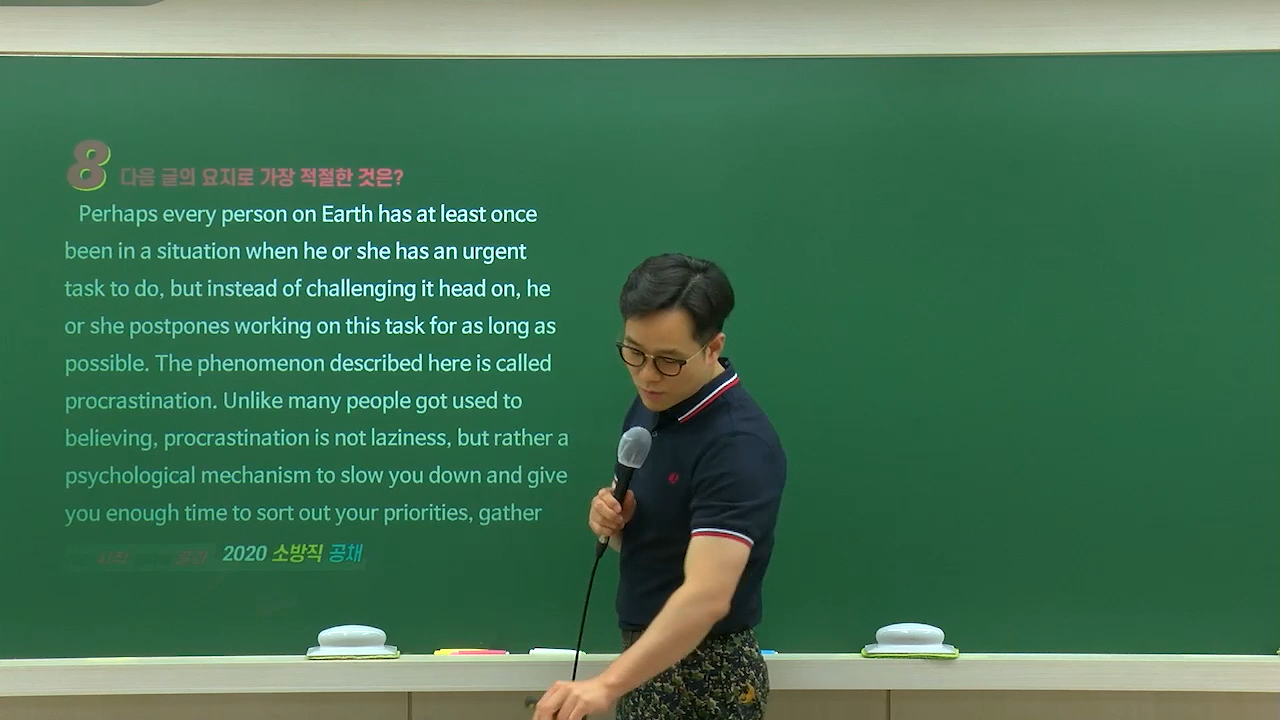 8 다음 글의 요지로 가장 적절한 것은?
Perhaps every person on Earth has at least once
been in a situation when he or she has an urgent
task to do, but instead of challenging it head on, he
or she postpones working on this task for as long as
possible. The phenomenon described here is called
procrastination. Unlike many people got used to
believing, procrastination is not laziness, but rather a
psychological mechanism to slow you down and give
you enough time to sort out your priorities, gather
2020 소방직 공채